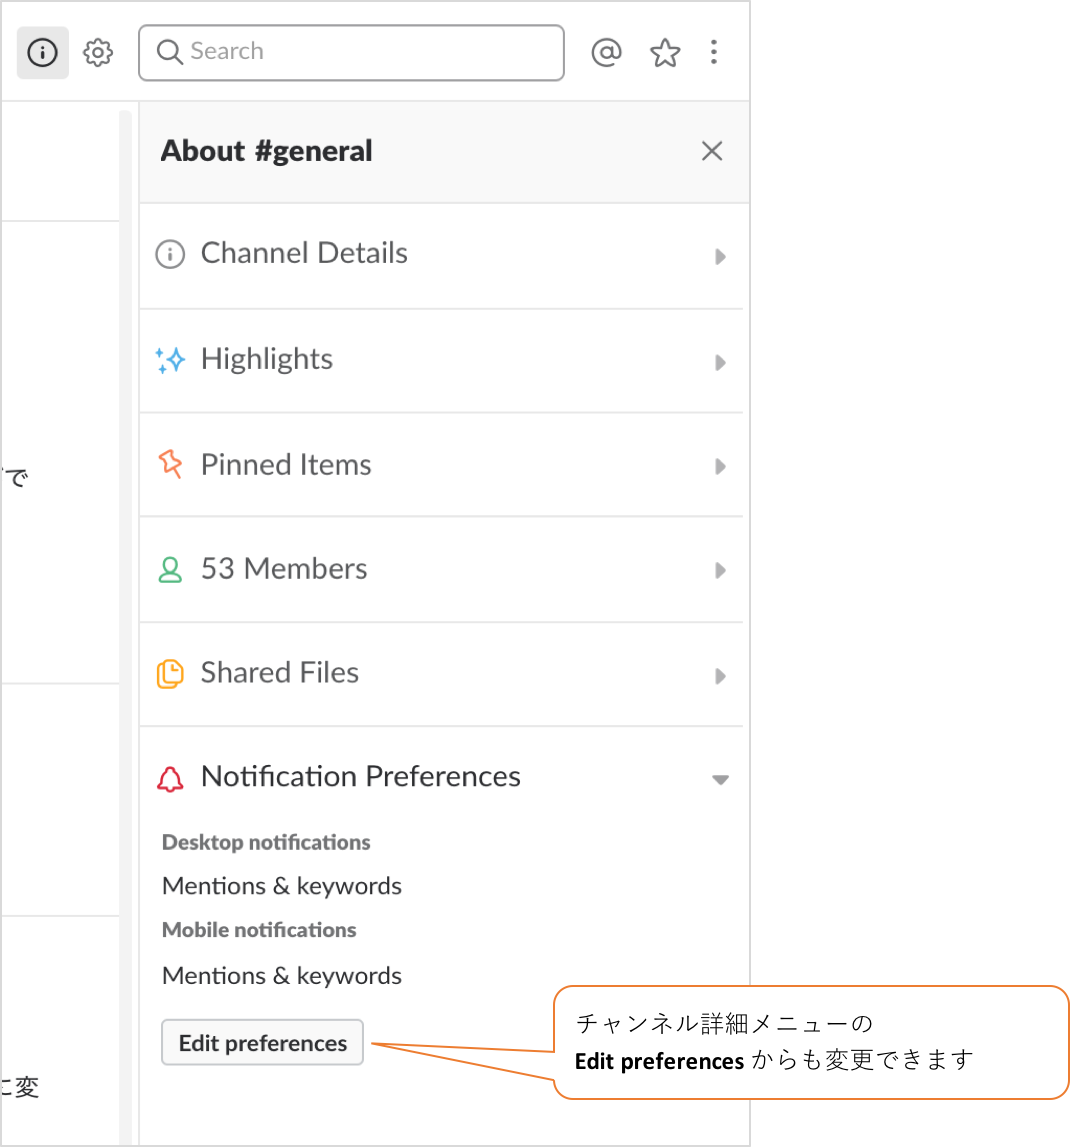 Search
About #general
Channel Details
Highlights
Pinned Items
で
53 Members
Shared Files
Notification Preferences
Desktop notifications
Mentions & keywords
Mobile notifications
Mentions & keywords
チャンネル詳細メニューの
Edit preferences からも変更できます
Edit preferences
に変